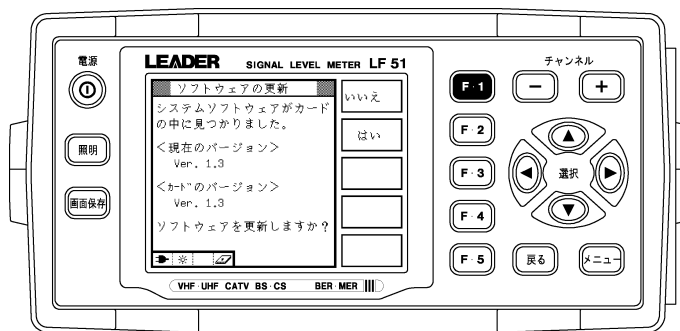 電源
LEADER SIGNAL LEVEL METER LF 51
チャンネル
ソフトウェアの更新
システムソフトウェアがカード
の中に見つかりました。
<現在のバージョン>
Ver. 1.3
<カードのバージョン>
Ver. 1.3
ソフトウェアを更新しますか?
いいえ
はい
照明
画面保存
F・1
F・2
F・3
F・4
F・5
− +
選択
戻る
メニュー
VHF・UHF CATV BS・CS BER・MER